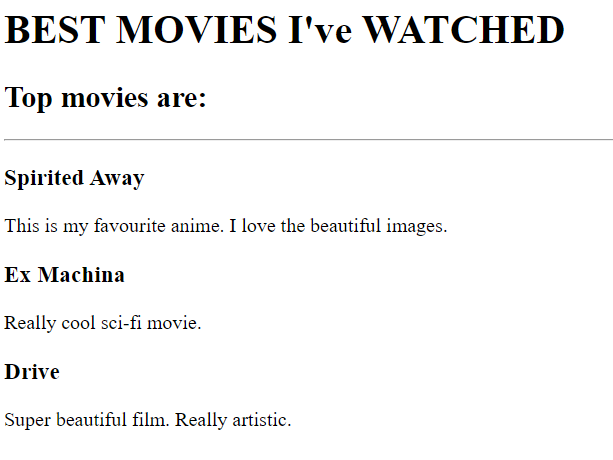 BEST MOVIES I've WATCHED
Top movies are:
Spirited Away
This is my favourite anime. I love the beautiful images.
Ex Machina
Really cool sci-fi movie.
Drive
Super beautiful film. Really artistic.